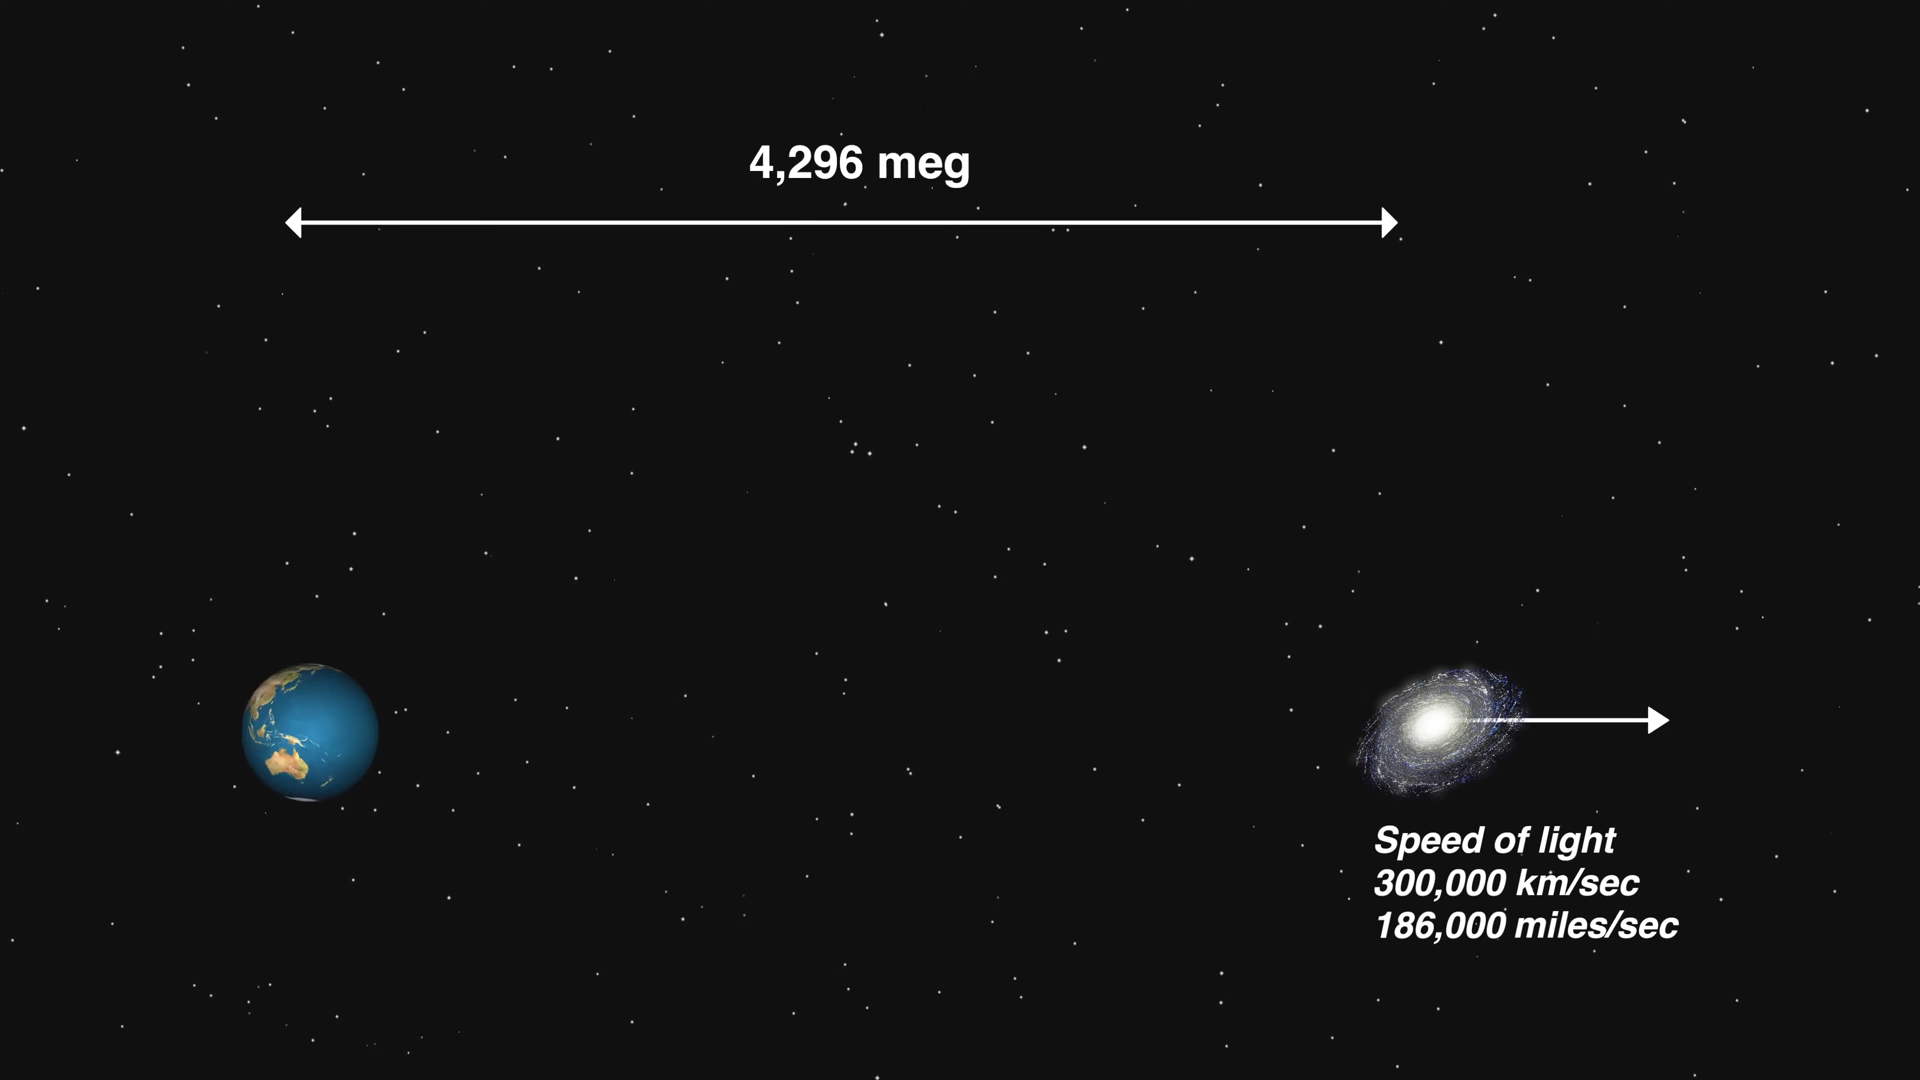 4,296 meg
Speed of light
300,000 km/sec
186,000 miles/sec